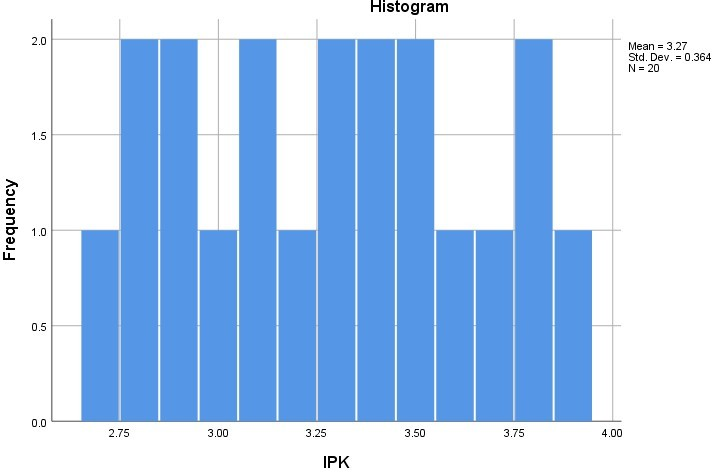 Histogram
Mean = 3.27
Std. Dev. = 0.364
N = 20
Frequency
2.0
1.5
1.0
0.5
0.0
2.75 3.00 3.25 3.50 3.75 4.00
IPK